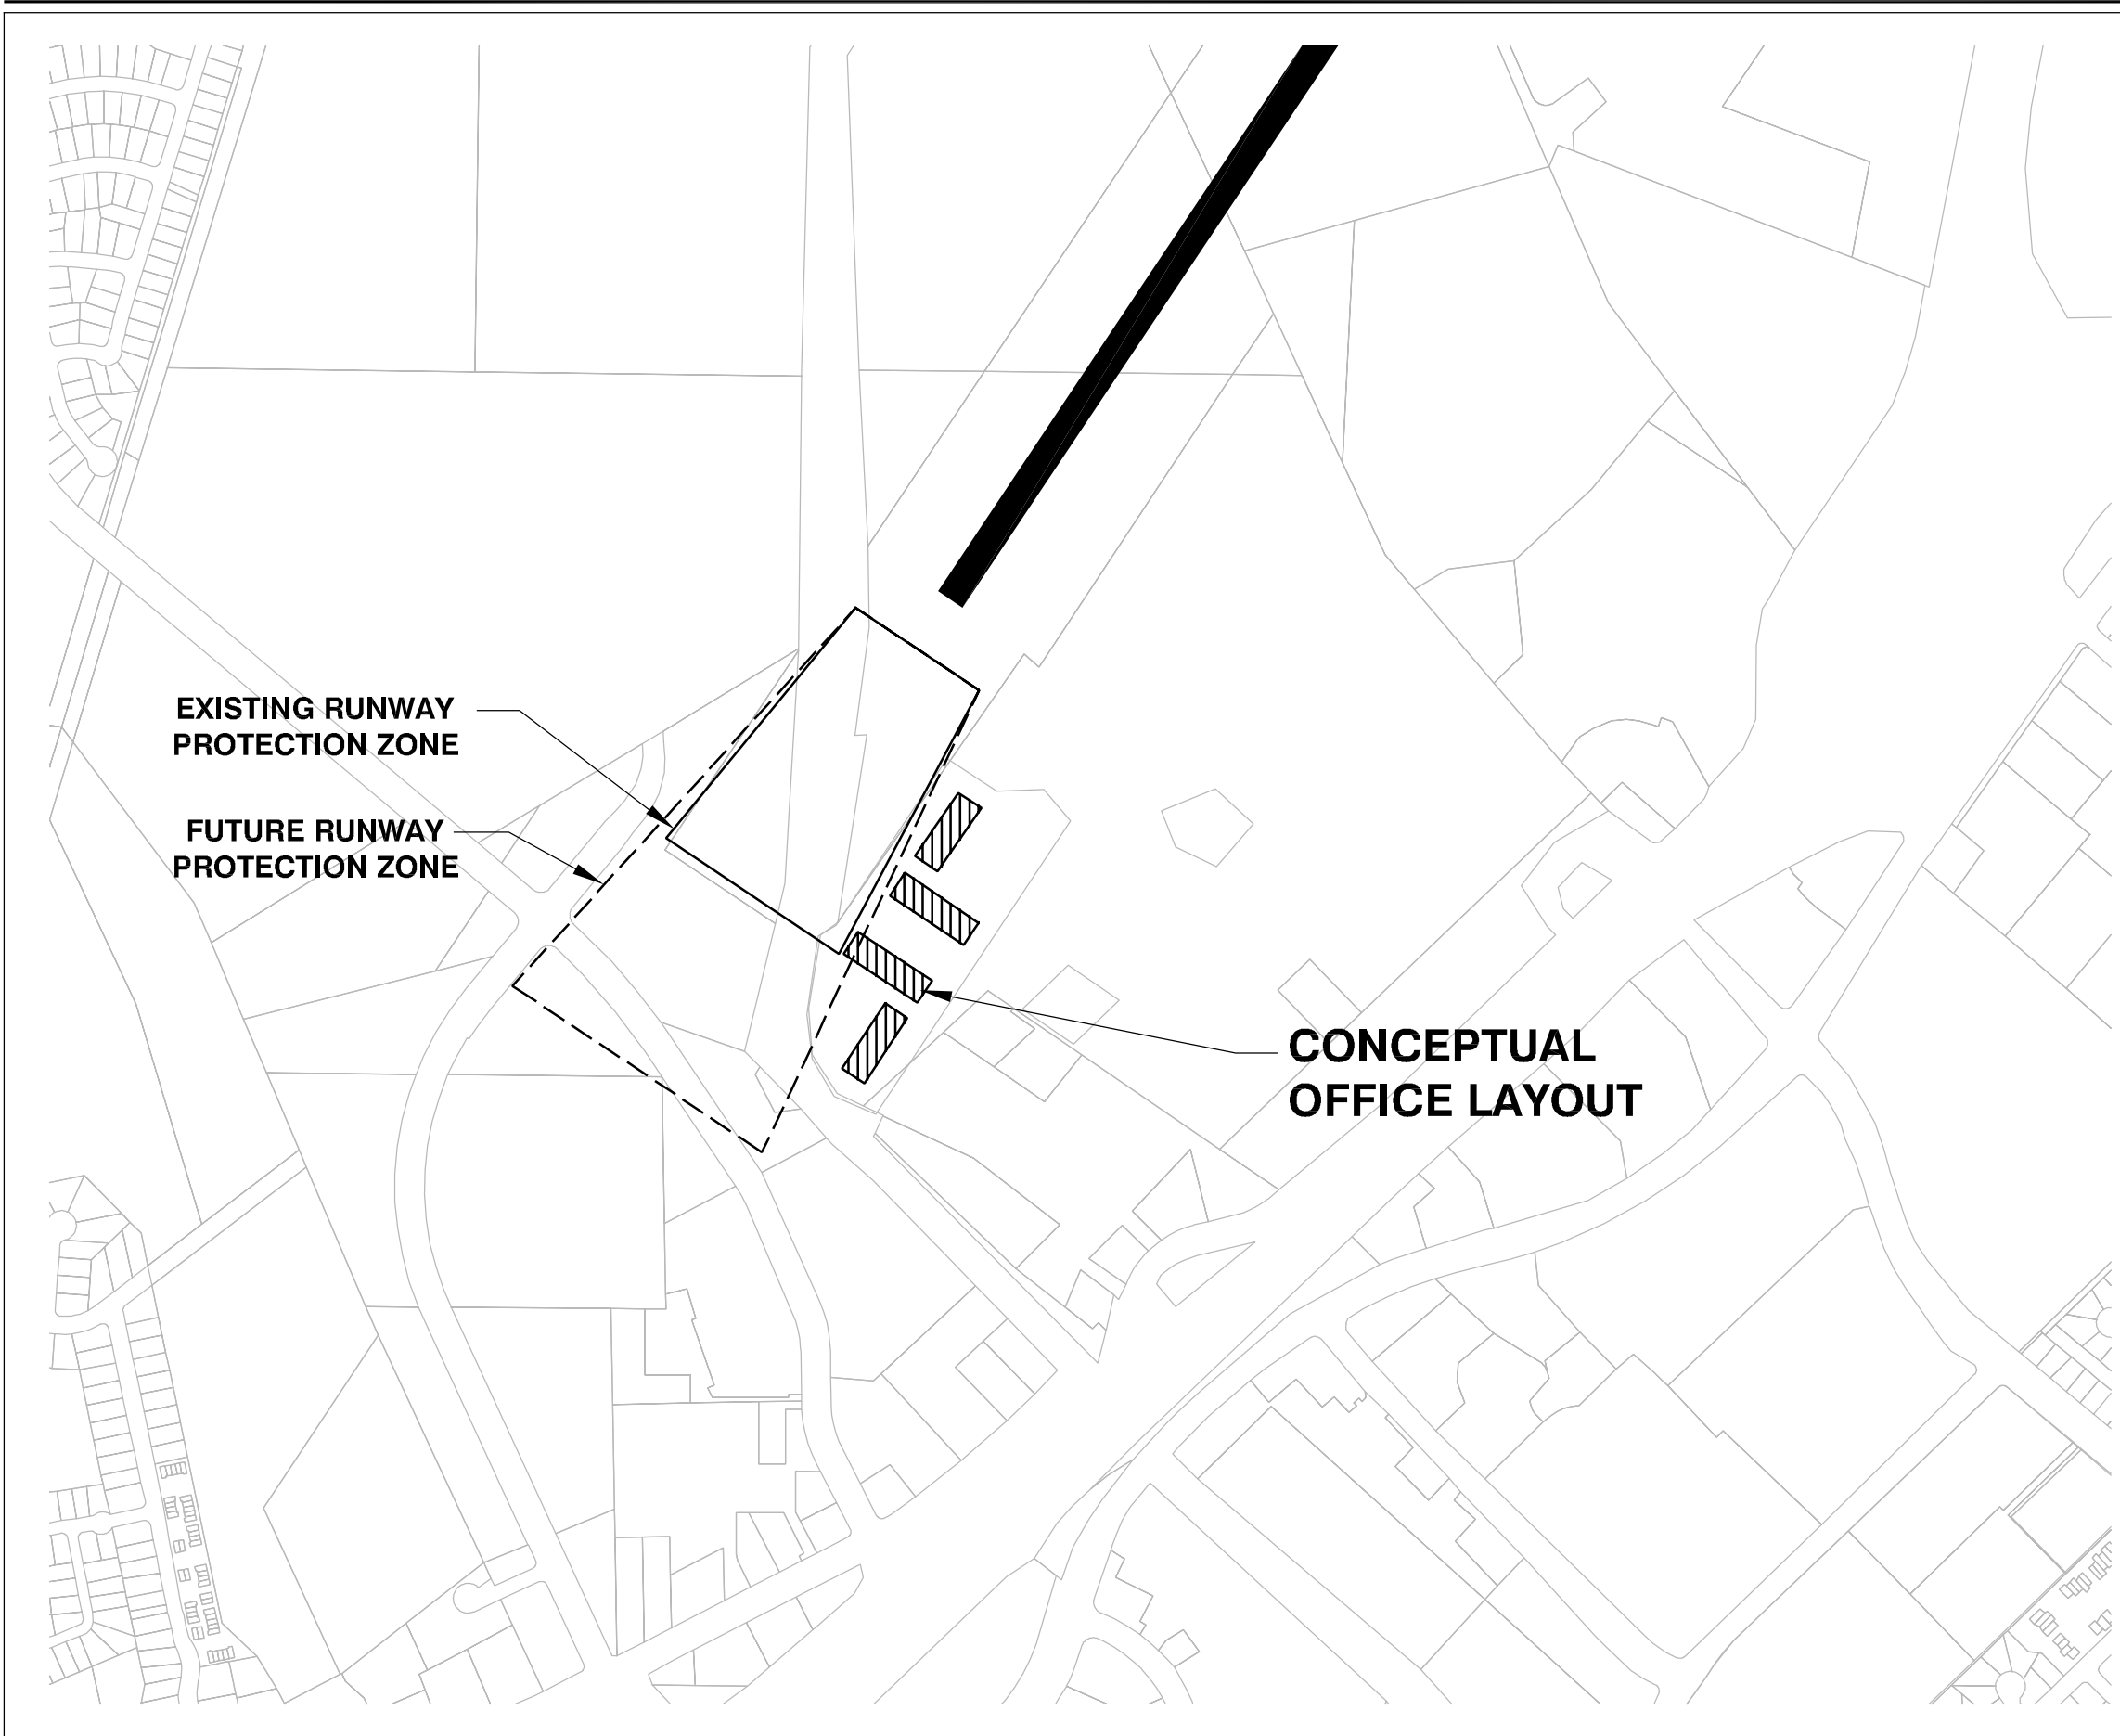 EXISTING RUNWAY
PROTECTION ZONE
FUTURE RUNWAY
PROTECTION ZONE
CONCEPTUAL
OFFICE LAYOUT